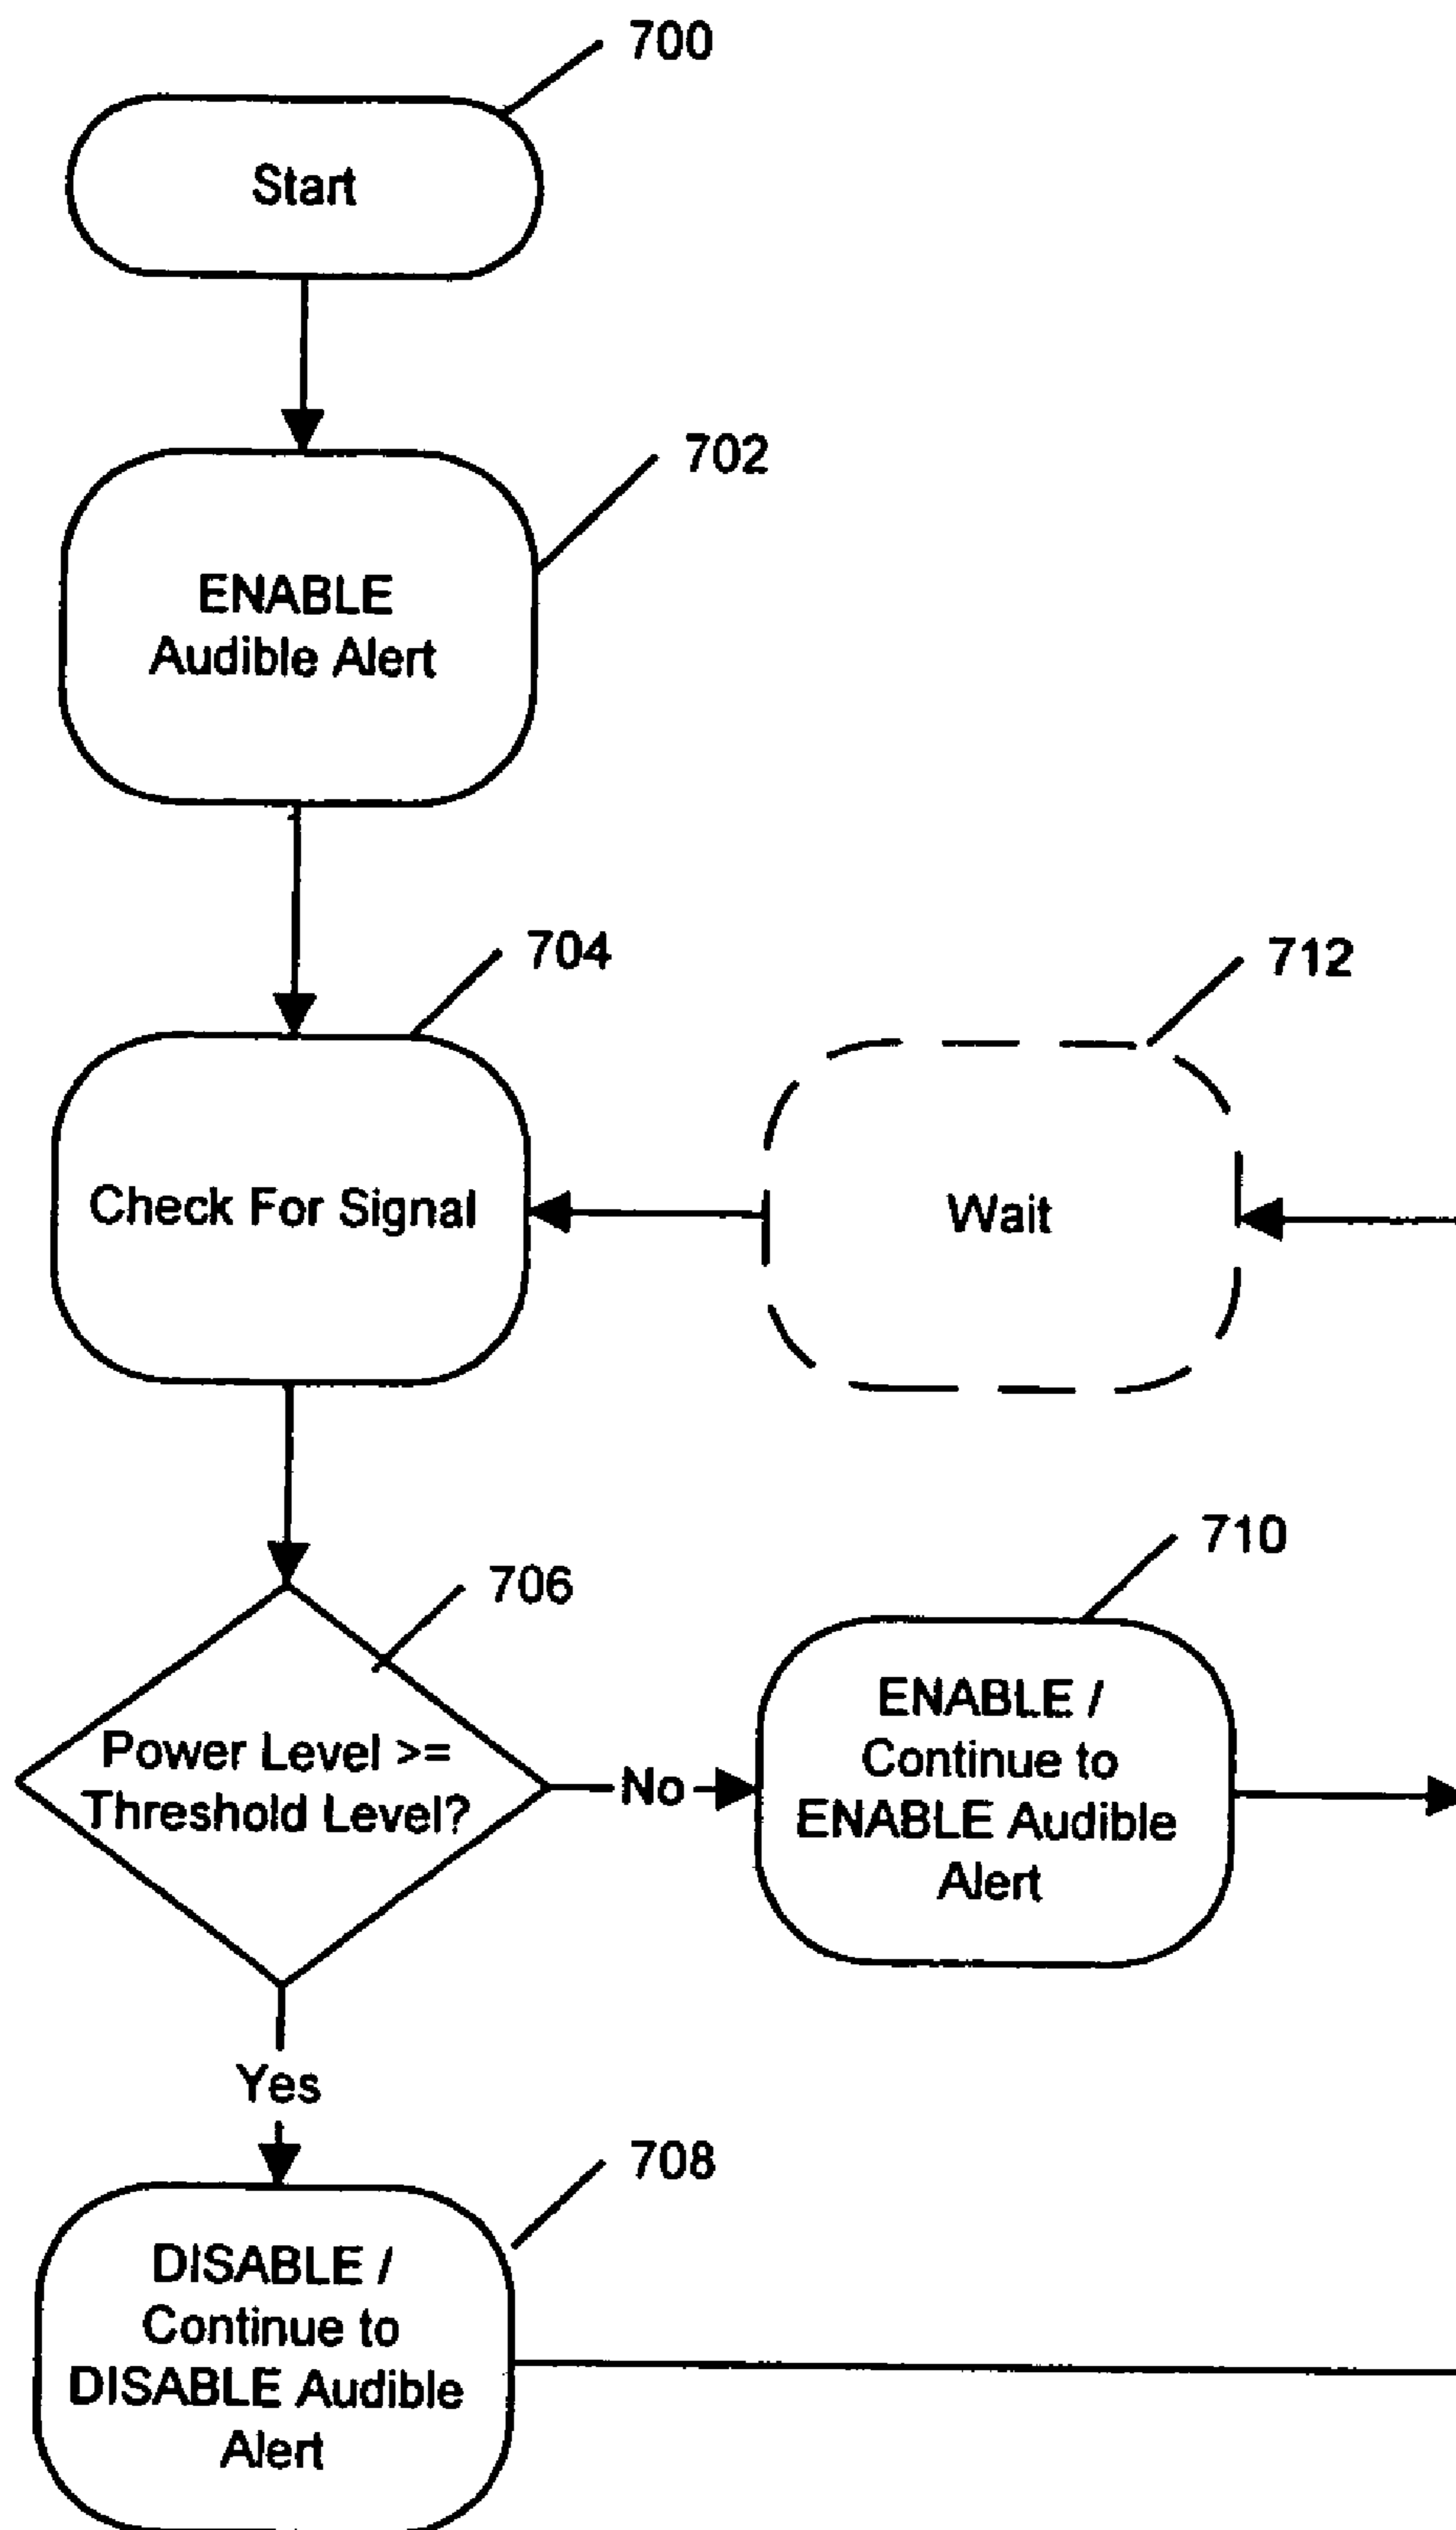 700
Start
702
ENABLE
Audible Alert
704
Check For Signal
712
Wait
706
Power Level >=
Threshold Level?
No
710
ENABLE /
Continue to
ENABLE Audible
Alert
Yes
708
DISABLE /
Continue to
DISABLE Audible
Alert